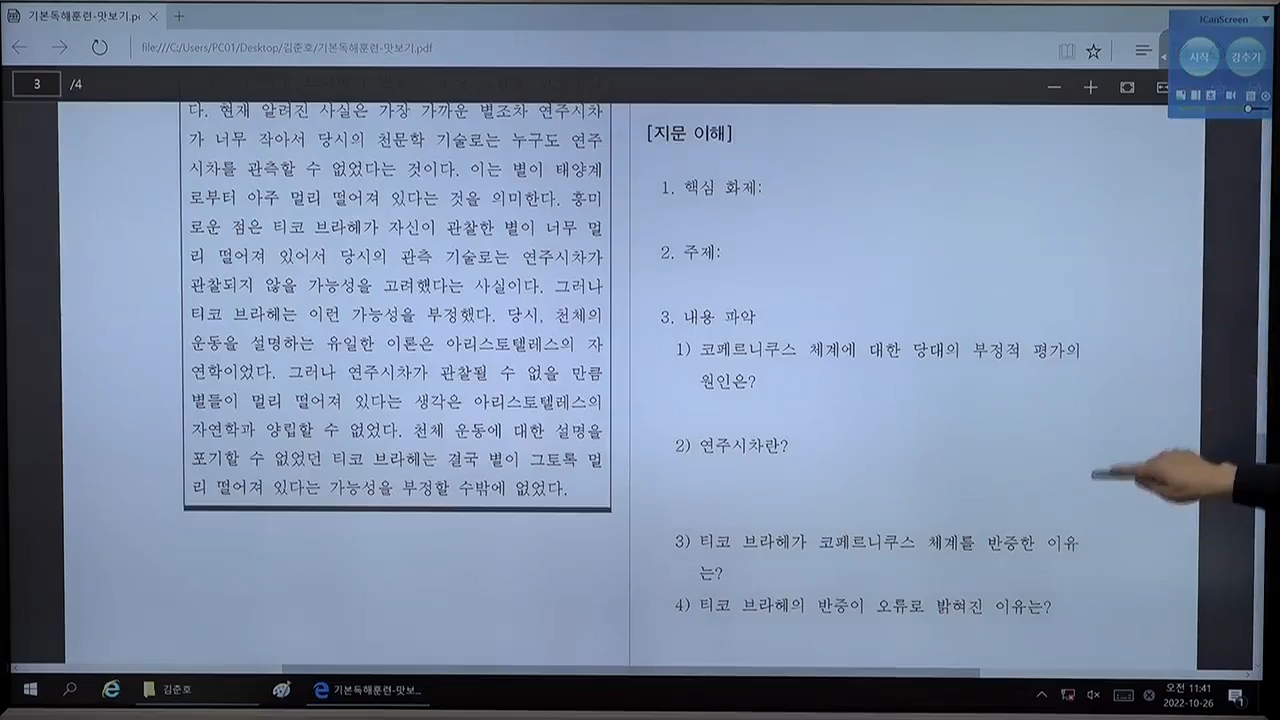 기본독해훈련-맛보기.pd
file:///C:/Users/PC01/Desktop/김준호/기본독해훈련-맛보기.pdf
ICanScreen
시작
감추기
3 /4
다. 현재 알려진 사실은 가장 가까운 별조차 연주시차
가 너무 작아서 당시의 천문학 기술로는 누구도 연주
시차를 관측할 수 없었다는 것이다. 이는 별이 태양계
로부터 아주 멀리 떨어져 있다는 것을 의미한다. 흥미
로운 점은 티코 브라헤가 자신이 관찰한 별이 너무 멀
리 떨어져 있어서 당시의 관측 기술로는 연주시차가
관찰되지 않을 가능성을 고려했다는 사실이다. 그러나
티코 브라헤는 이런 가능성을 부정했다. 당시, 천체의
운동을 설명하는 유일한 이론은 아리스토텔레스의 자
연학이었다. 그러나 연주시차가 관찰될 수 없을 만큼
별들이 멀리 떨어져 있다는 생각은 아리스토텔레스의
자연학과 양립할 수 없었다. 천체 운동에 대한 설명을
포기할 수 없었던 티코 브라헤는 결국 별이 그토록 멀
리 떨어져 있다는 가능성을 부정할 수밖에 없었다.
[지문 이해]
1. 핵심 화제:
2. 주제:
3. 내용 파악
1) 코페르니쿠스 체계에 대한 당대의 부정적 평가의
원인은?
2) 연주시차란?
3) 티코 브라헤가 코페르니쿠스 체계를 반증한 이유
는?
4) 티코 브라헤의 반증이 오류로 밝혀진 이유는?
김준호
기본독해훈련-맛보...
오전 11:41
2022-10-26
1